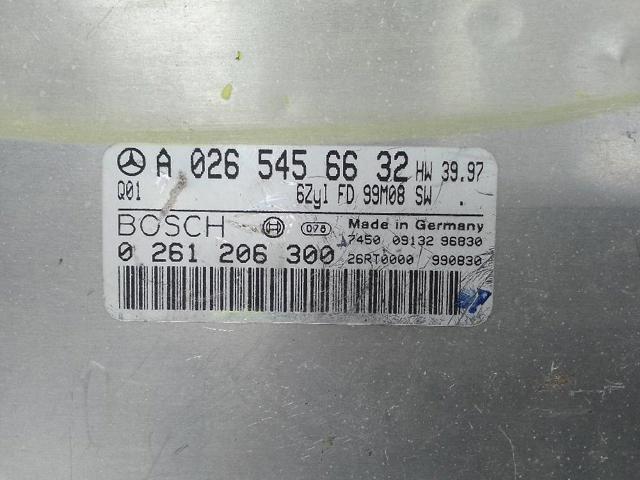 A 026 545 66 32 HW 39.97
Q01 6Zyl FD 99M08 SW .
BOSCH D78 Made in Germany
7450 09132 96830
0 261 206 300 26RT0000 990830